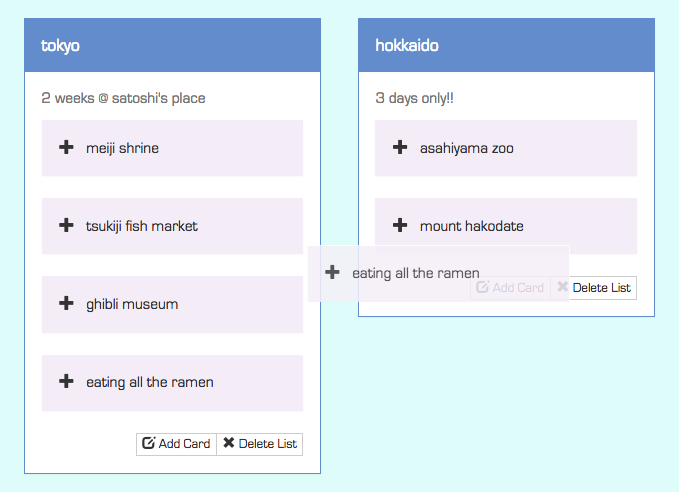 tokyo
2 weeks @ satoshi's place
meiji shrine
tsukiji fish market
ghibli museum
eating all the ramen
Add Card
Delete List
hokkaido
3 days only!!
asahiyama zoo
mount hakodate
eating all the ramen
Add Card
Delete List